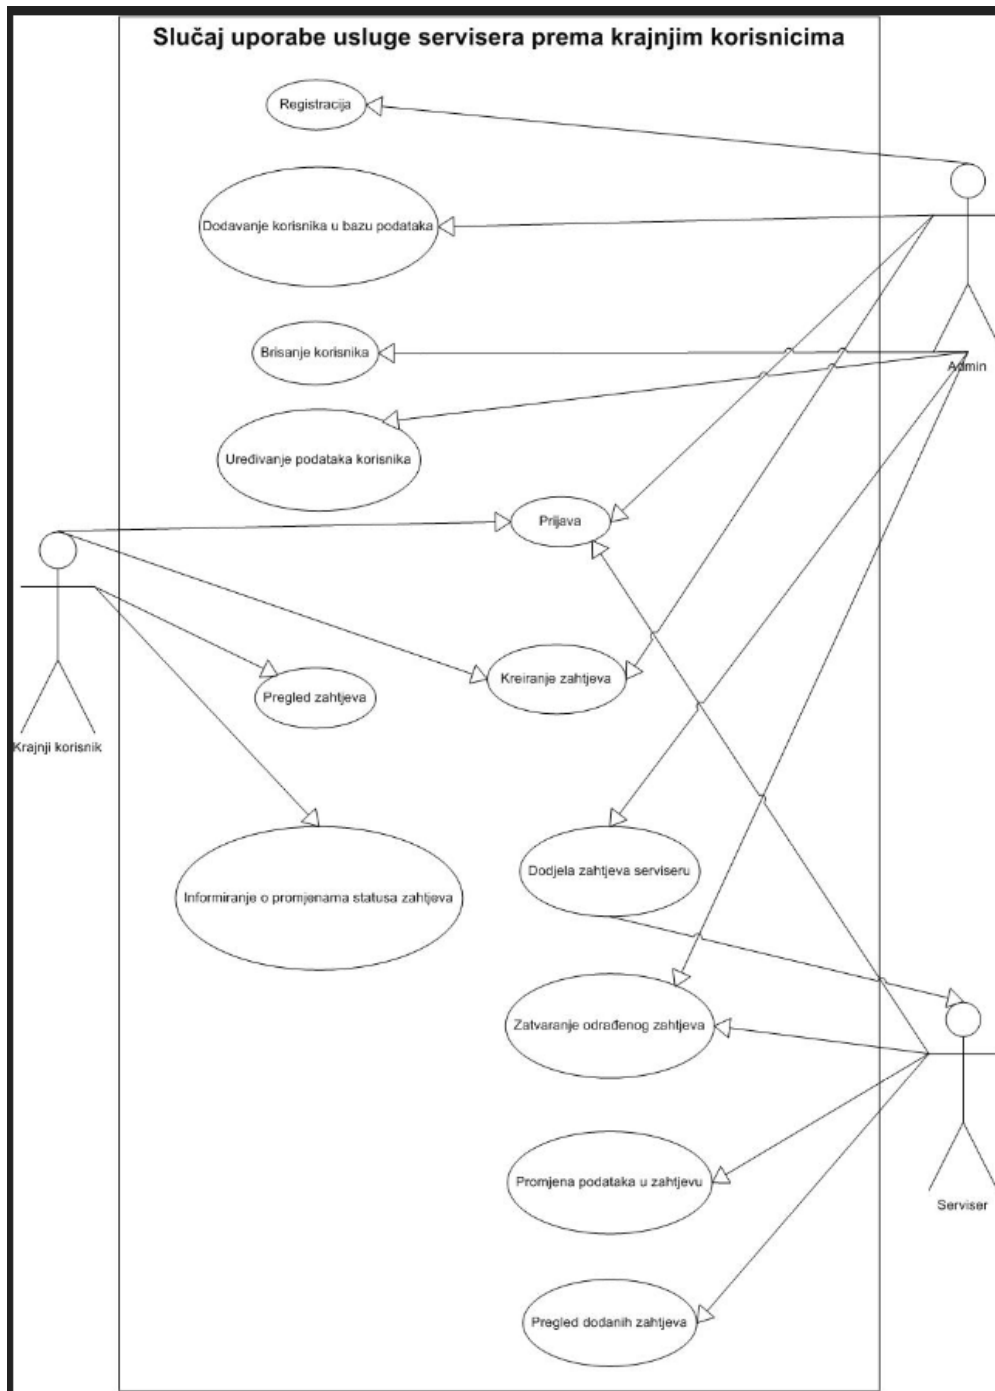 Slučaj uporabe usluge servisera prema krajnjim korisnicima
Registracija
Dodavanje korisnika u bazu podataka
Brisanje korisnika
Admin
Uređivanje podataka korisnika
Prijava
Kreiranje zahtjeva
Pregled zahtjeva
Krajnji korisnik
Dodjela zahtjeva serviseru
Informiranje o promjenama statusa zahtjeva
Zatvaranje odrađenog zahtjeva
Promjena podataka u zahtjevu
Serviser
Pregled dodanih zahtjeva